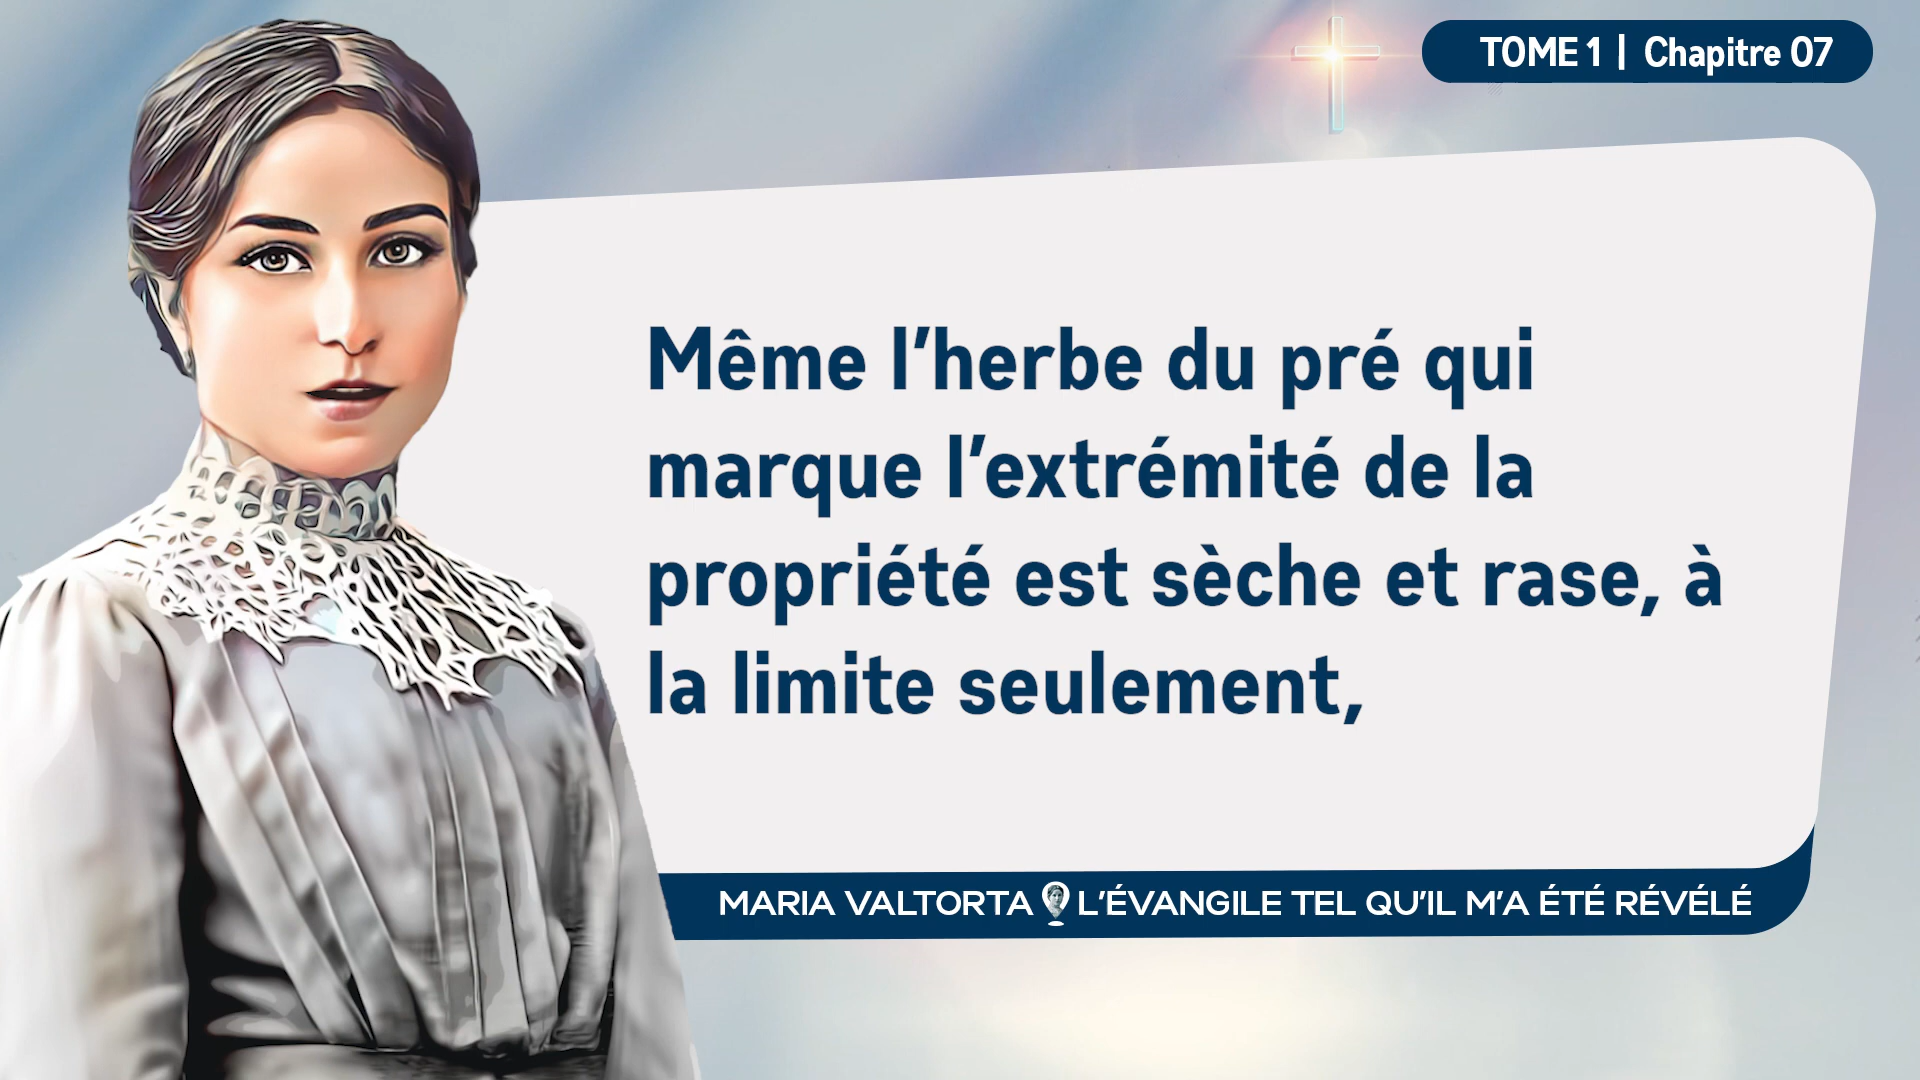 TOME 1 | Chapitre 07
Même l’herbe du pré qui
marque l’extrémité de la
propriété est sèche et rase, à
la limite seulement,
MARIA VALTORTA L’ÉVANGILE TEL QU’IL M’A ÉTÉ RÉVÉLÉ